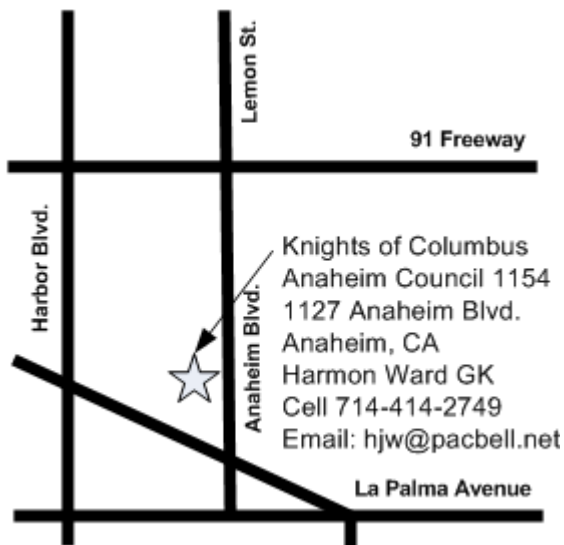 Lemon St.
91 Freeway
Harbor Blvd.
Anaheim Blvd.
Knights of Columbus
Anaheim Council 1154
1127 Anaheim Blvd.
Anaheim, CA
Harmon Ward GK
Cell 714-414-2749
Email: hjw@pacbell.net
La Palma Avenue